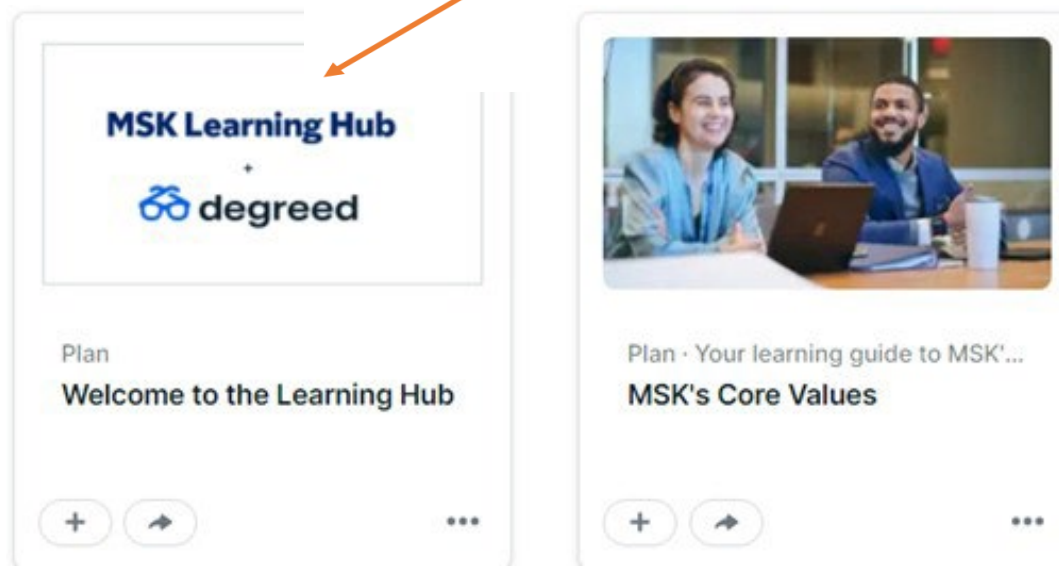 MSK Learning Hub
+
degreed
Plan
Welcome to the Learning Hub
Plan · Your learning guide to MSK'...
MSK's Core Values